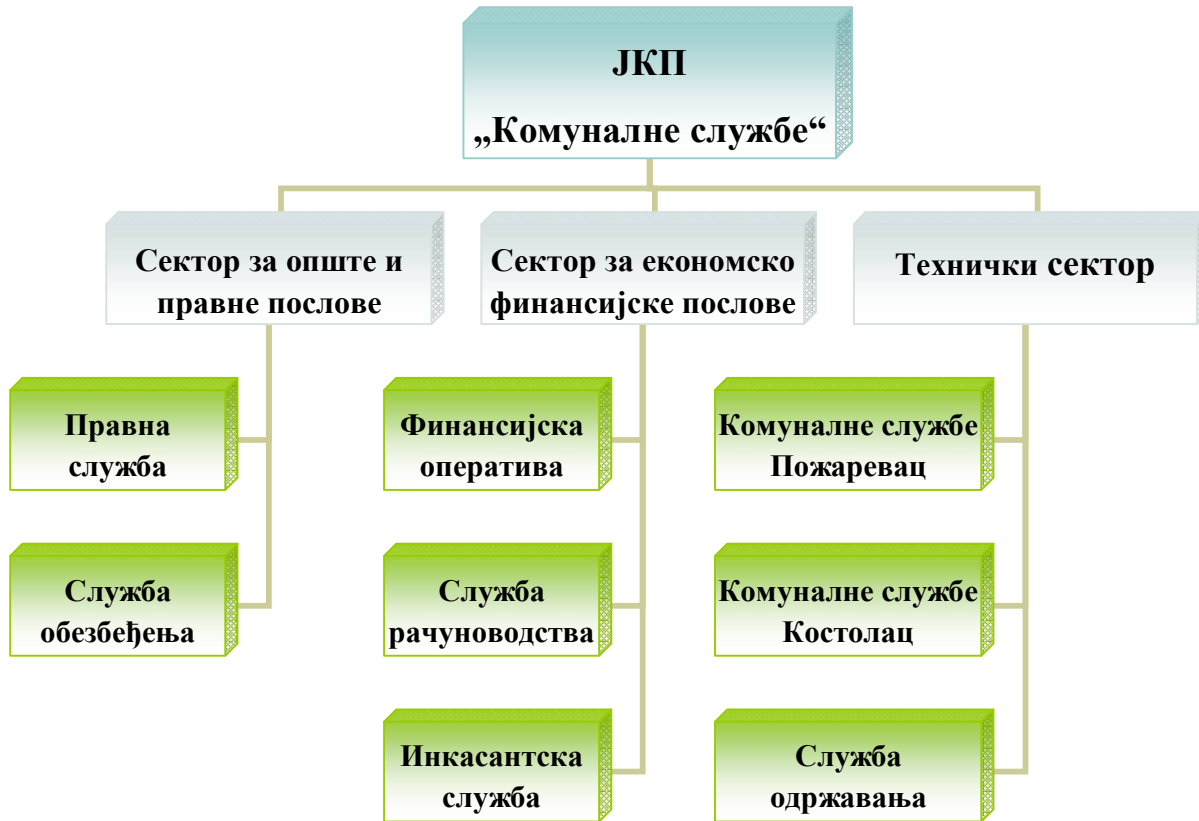 ЈКП
„Комуналне службе“
Сектор за опште и
правне послове
Сектор за економско
финансијске послове
Технички сектор
Правна
служба
Финансијска
оператива
Комуналне службе
Пожаревац
Служба
обезбеђења
Служба
рачуноводства
Комуналне службе
Костолац
Инкасантска
служба
Служба
одржавања